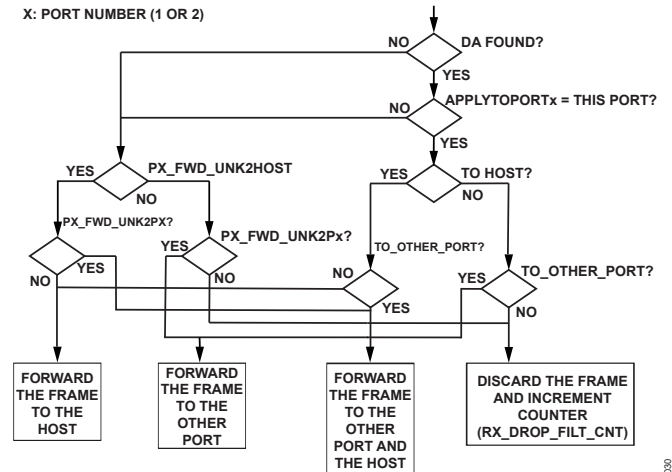 X: PORT NUMBER (1 OR 2)
NO
DA FOUND?
YES
NO
APPLYTOPORTx = THIS PORT?
YES
YES
PX_FWD_UNK2HOST
NO
YES
TO HOST?
NO
PX_FWD_UNK2PX?
YES
NO
YES
PX_FWD_UNK2Px?
NO
TO_OTHER_PORT?
NO
YES
YES
TO_OTHER_PORT?
NO
FORWARD
THE FRAME
TO THE
HOST
FORWARD
THE FRAME
TO THE
OTHER
PORT
FORWARD
THE FRAME
TO THE
OTHER
PORT AND
THE HOST
DISCARD THE FRAME
AND INCREMENT
COUNTER
(RX_DROP_FILT_CNT)
030